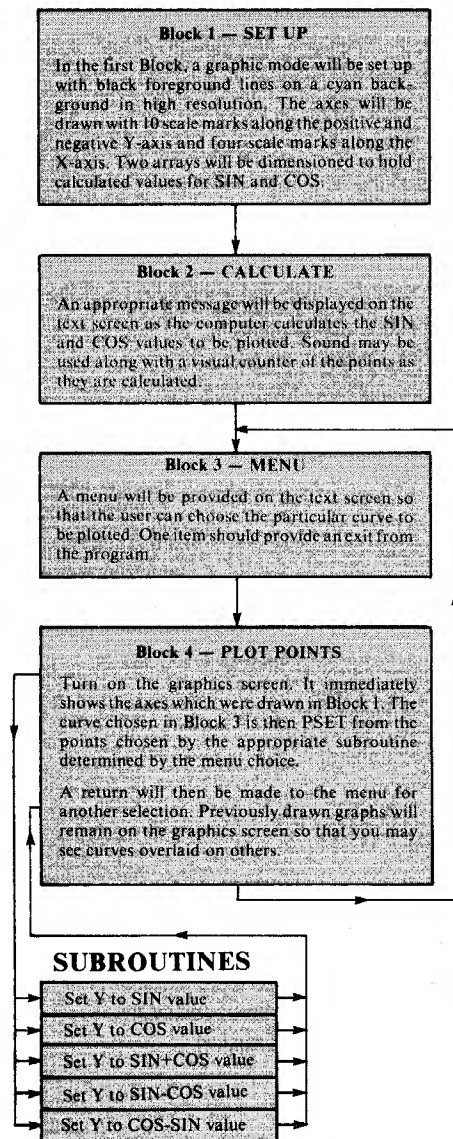 Block 1 — SET UP
In the first Block, a graphic mode will be set up
with black foreground lines on a cyan back-
ground in high resolution. The axes will be
drawn with 10 scale marks along the positive and
negative Y-axis and four scale marks along the
X-axis. Two arrays will be dimensioned to hold
calculated values for SIN and COS.
Block 2 — CALCULATE
An appropriate message will be displayed on the
text screen as the computer calculates the SIN
and COS values to be plotted. Sound may be
used along with a visual counter of the points as
they are calculated.
Block 3 — MENU
A menu will be provided on the text screen so
that the user can choose the particular curve to
be plotted. One item should provide an exit from
the program.
Block 4 — PLOT POINTS
Turn on the graphics screen. It immediately
shows the axes which were drawn in Block 1. The
curve chosen in Block 3 is then PSET from the
points chosen by the appropriate subroutine
determined by the menu choice.
A return will then be made to the menu for
another selection. Previously drawn graphs will
remain on the graphics screen so that you may
see curves overlaid on others.
SUBROUTINES
Set Y to SIN value
Set Y to COS value
Set Y to SIN+COS value
Set Y to SIN-COS value
Set Y to COS-SIN value